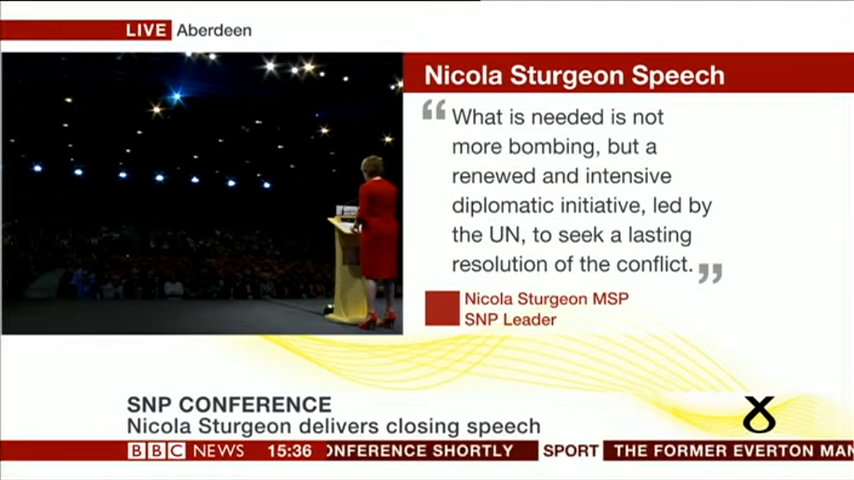 LIVE Aberdeen
Nicola Sturgeon Speech
“ What is needed is not
more bombing, but a
renewed and intensive
diplomatic initiative, led by
the UN, to seek a lasting
resolution of the conflict. ”
Nicola Sturgeon MSP
SNP Leader
SNP CONFERENCE
Nicola Sturgeon delivers closing speech
BBC NEWS 15:36 ONFERENCE SHORTLY SPORT THE FORMER EVERTON MAN